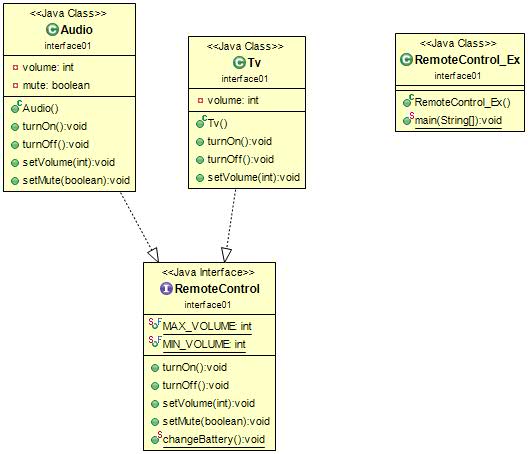 <<Java Class>>
Audio
interface01
volume: int
mute: boolean
Audio()
turnOn():void
turnOff():void
setVolume(int):void
setMute(boolean):void
<<Java Class>>
Tv
interface01
volume: int
Tv()
turnOn():void
turnOff():void
setVolume(int):void
<<Java Class>>
RemoteControl_Ex
interface01
RemoteControl_Ex()
main(String[]):void
<<Java Interface>>
RemoteControl
interface01
MAX_VOLUME: int
MIN_VOLUME: int
turnOn():void
turnOff():void
setVolume(int):void
setMute(boolean):void
changeBattery():void